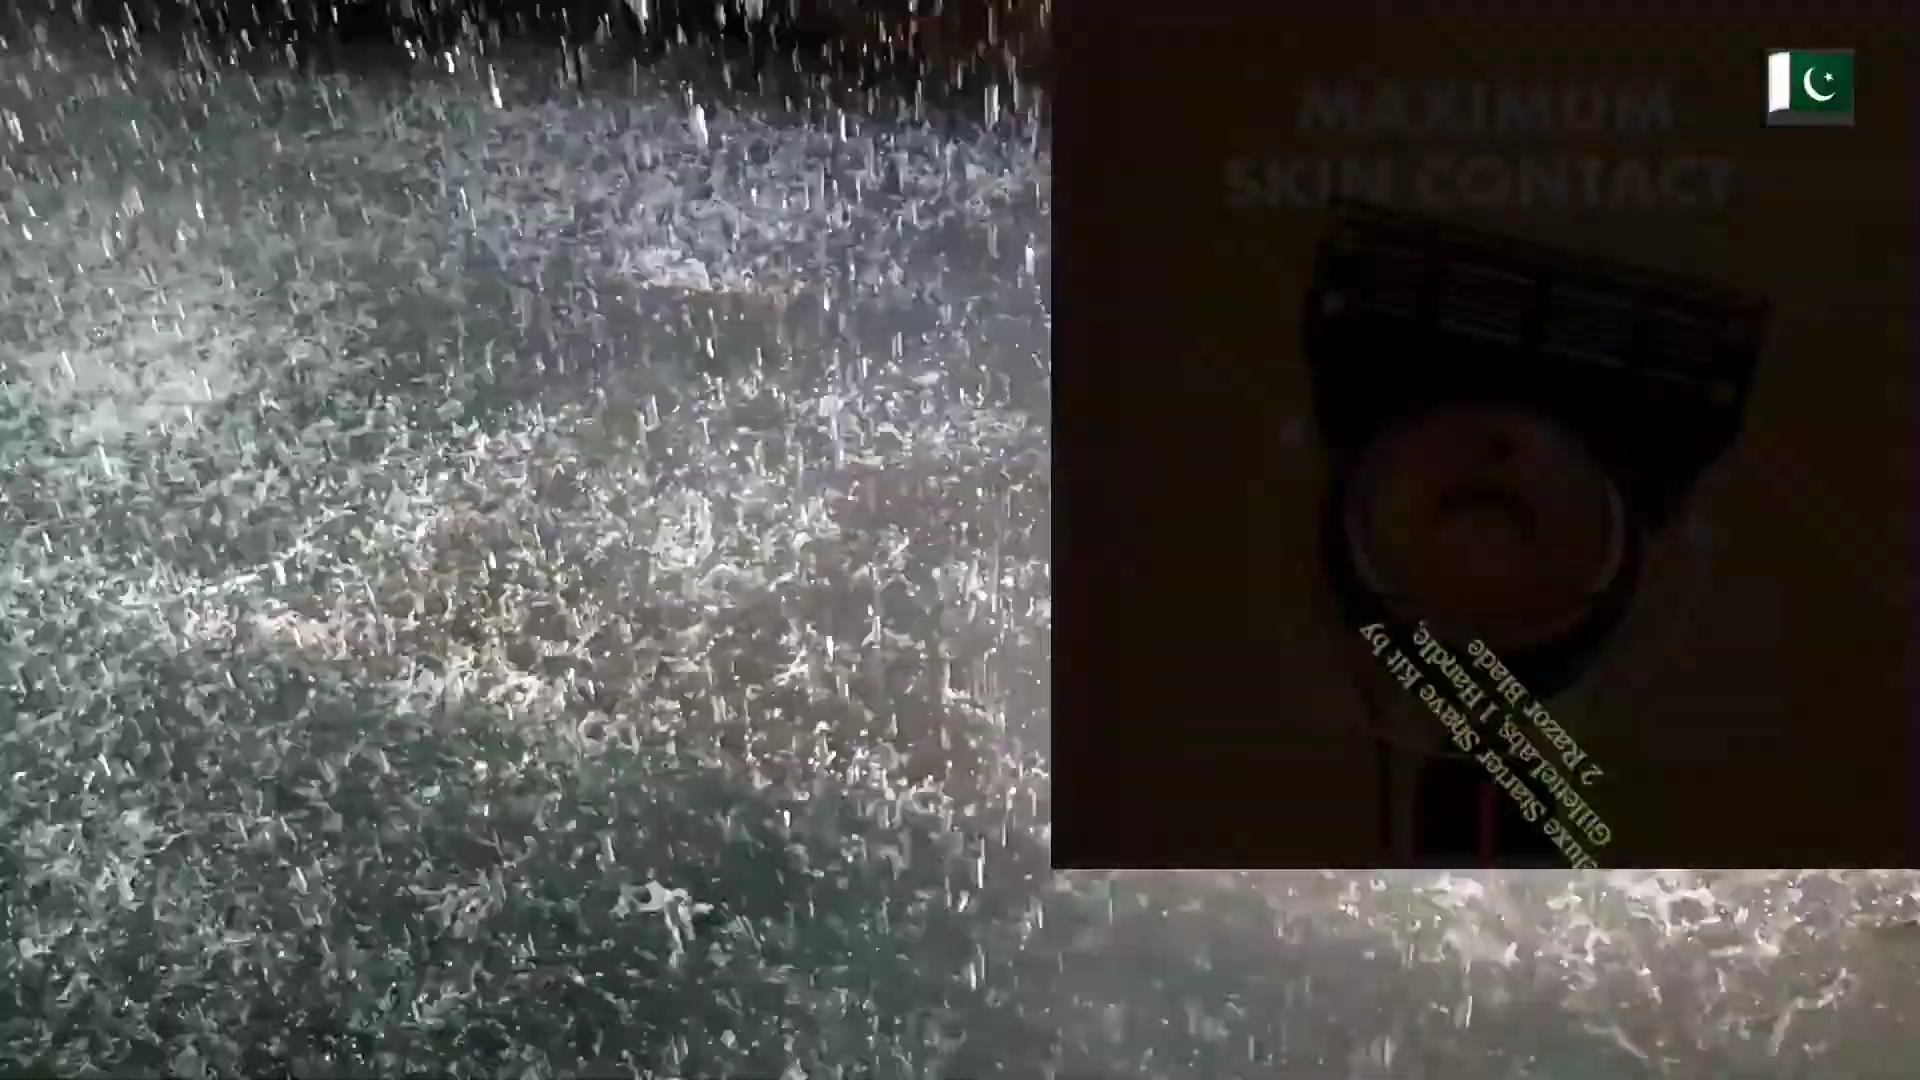 MAXIMUM
SKIN CONTACT
Starter Shave Kit by
GilletteLabs, 1 Handle,
2 Razor Blade